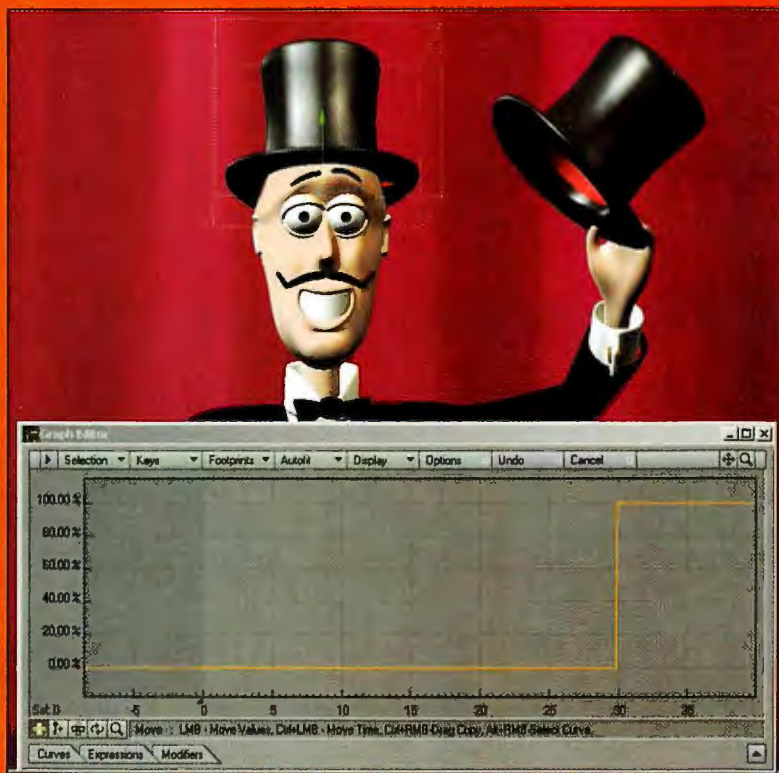 Graph Editor
Selection Keys Footprints Autofit Display Options Undo Cancel
100.00 %
80.00 %
60.00 %
40.00 %
20.00 %
0.00 %
-5 0 5 10 15 20 25 30 35
Move : LMB - Move Values, Ctrl+LMB - Move Time, Ctrl+RMB-Drag Copy, Alt+RMB-Select Curve.
Curves Expressions Modifiers